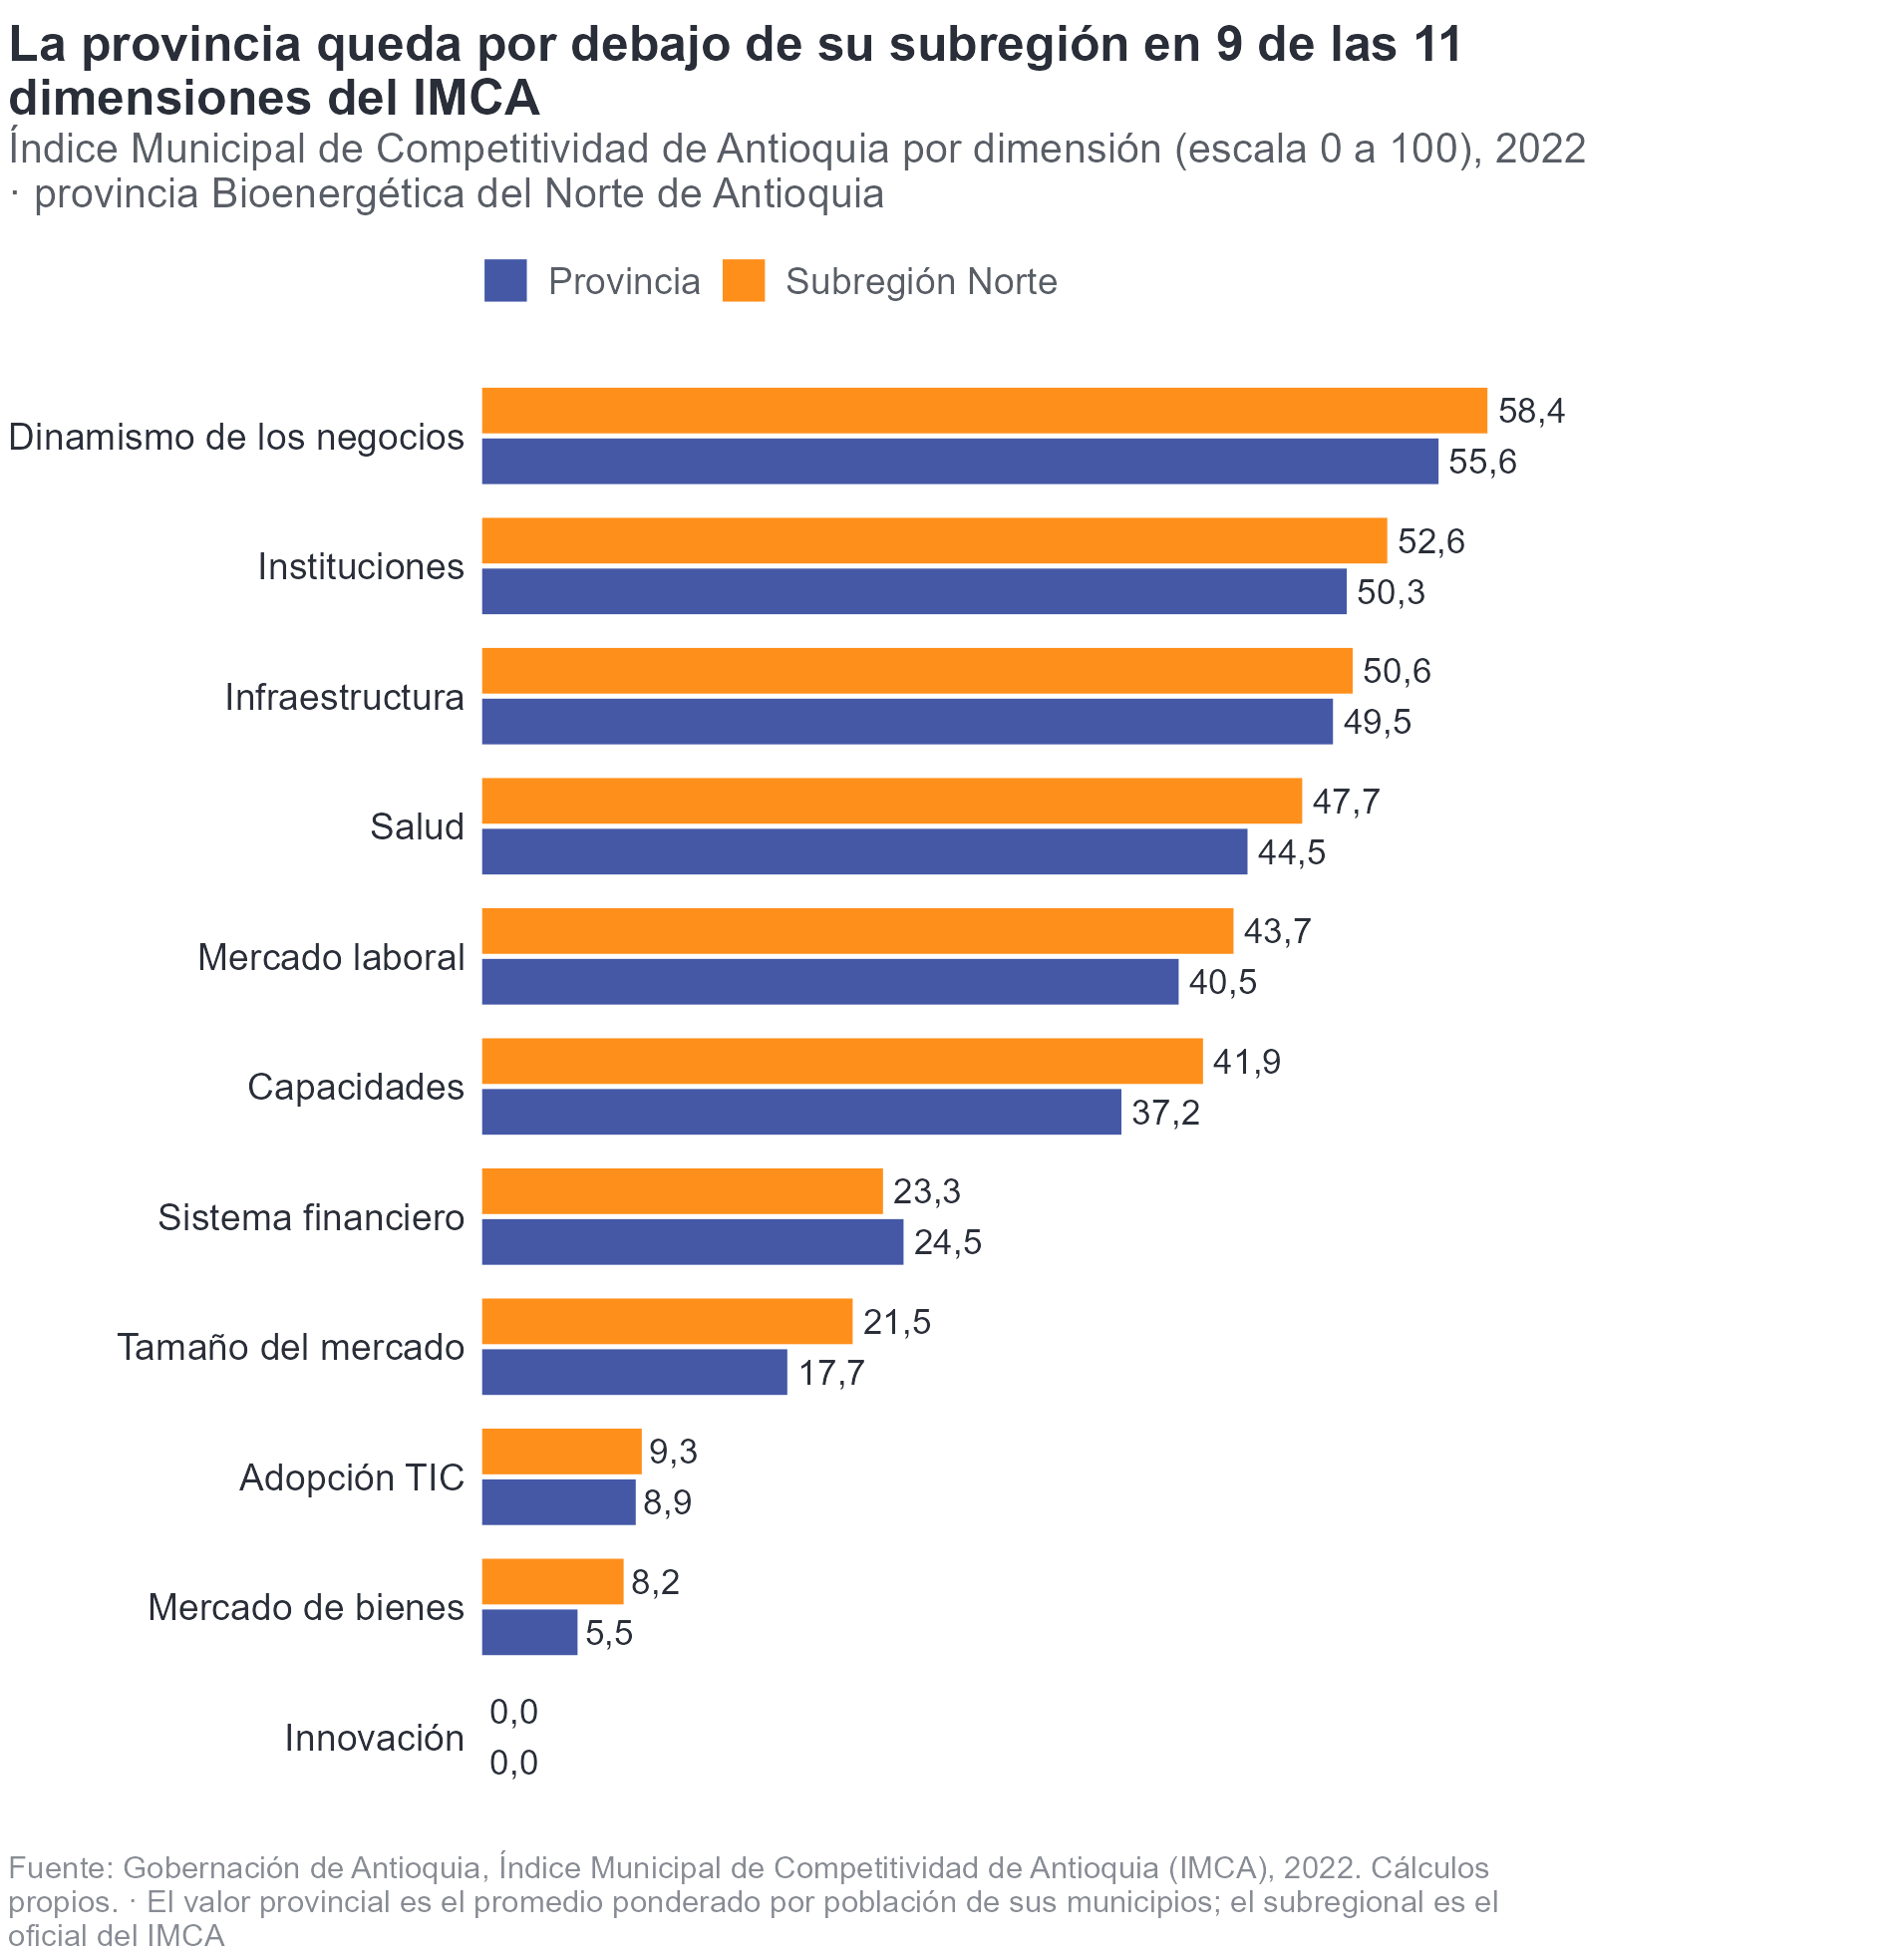 La provincia queda por debajo de su subregión en 9 de las 11
dimensiones del IMCA
Índice Municipal de Competitividad de Antioquia por dimensión (escala 0 a 100), 2022
· provincia Bioenergética del Norte de Antioquia
Provincia Subregión Norte
58,4
Dinamismo de los negocios
55,6
52,6
Instituciones
50,3
50,6
Infraestructura
49,5
47,7
Salud
44,5
43,7
Mercado laboral
40,5
41,9
Capacidades
37,2
23,3
Sistema financiero
24,5
21,5
Tamaño del mercado
17,7
9,3
Adopción TIC
8,9
8,2
Mercado de bienes
5,5
0,0
Innovación
0,0
Fuente: Gobernación de Antioquia, Índice Municipal de Competitividad de Antioquia (IMCA), 2022. Cálculos
propios. · El valor provincial es el promedio ponderado por población de sus municipios; el subregional es el
oficial del IMCA